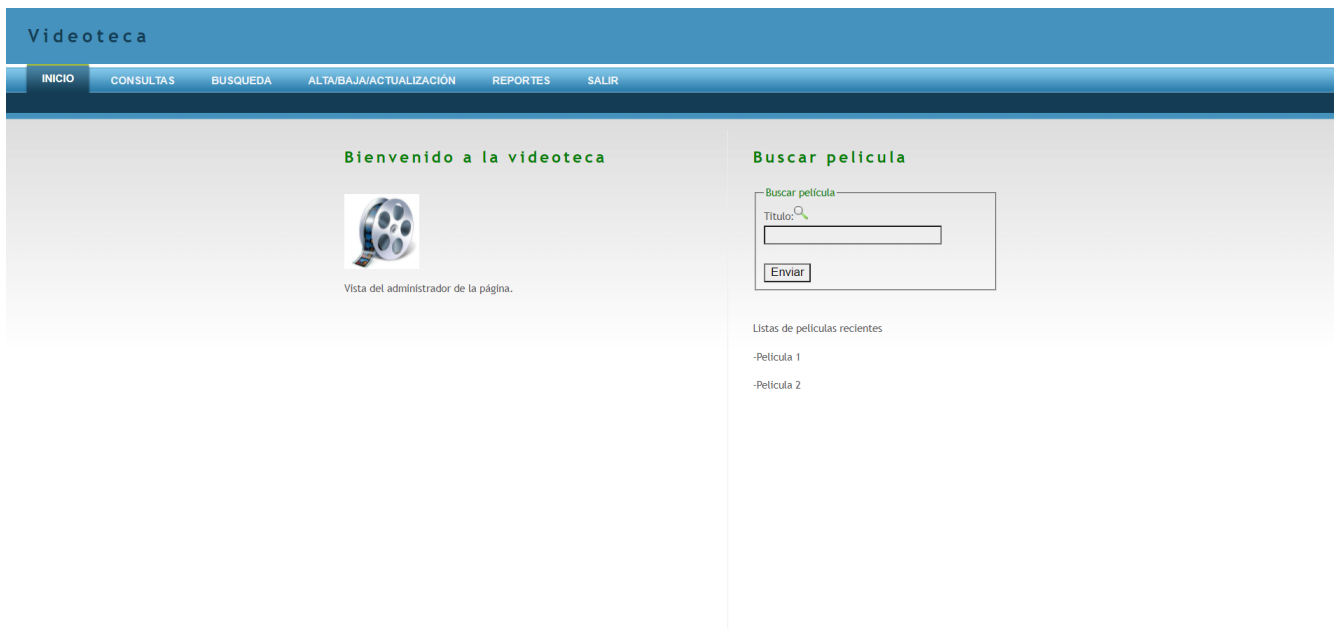 Videoteca
INICIO CONSULTAS BUSQUEDA ALTA/BAJA/ACTUALIZACIÓN REPORTES SALIR
Bienvenido a la videoteca
Vista del administrador de la página.
Buscar pelicula
Buscar película
Titulo:
Enviar
Listas de peliculas recientes
-Pelicula 1
-Pelicula 2